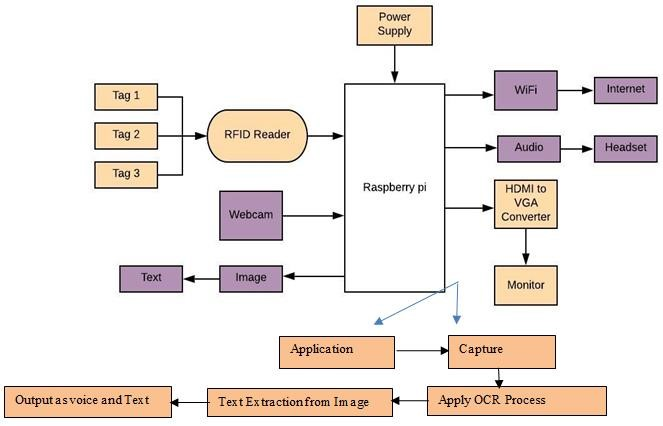 Power
Supply
Tag 1
Tag 2
Tag 3
RFID Reader
Webcam
Text
Image
Raspberry pi
WiFi
Internet
Audio
Headset
HDMI to
VGA
Converter
Monitor
Application
Capture
Output as voice and Text
Text Extraction from Image
Apply OCR Process